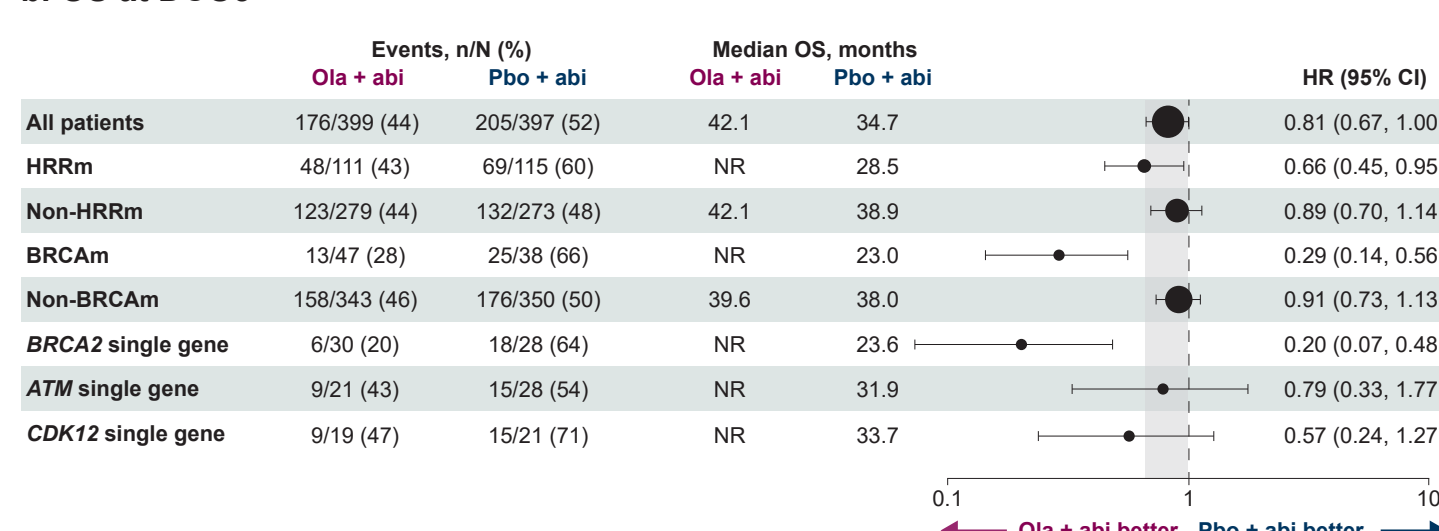 Events, n/N (%) Median OS, months
Ola + abi Pbo + abi Ola + abi Pbo + abi HR (95% CI)
All patients 176/399 (44) 205/397 (52) 42.1 34.7 0.81 (0.67, 1.00
HRRm 48/111 (43) 69/115 (60) NR 28.5 0.66 (0.45, 0.95
Non-HRRm 123/279 (44) 132/273 (48) 42.1 38.9 0.89 (0.70, 1.14
BRCAm 13/47 (28) 25/38 (66) NR 23.0 0.29 (0.14, 0.56
Non-BRCAm 158/343 (46) 176/350 (50) 39.6 38.0 0.91 (0.73, 1.13
BRCA2 single gene 6/30 (20) 18/28 (64) NR 23.6 0.20 (0.07, 0.48
ATM single gene 9/21 (43) 15/28 (54) NR 31.9 0.79 (0.33, 1.77
CDK12 single gene 9/19 (47) 15/21 (71) NR 33.7 0.57 (0.24, 1.27
0.1 1 10
Ola + abi better Pbo + abi better